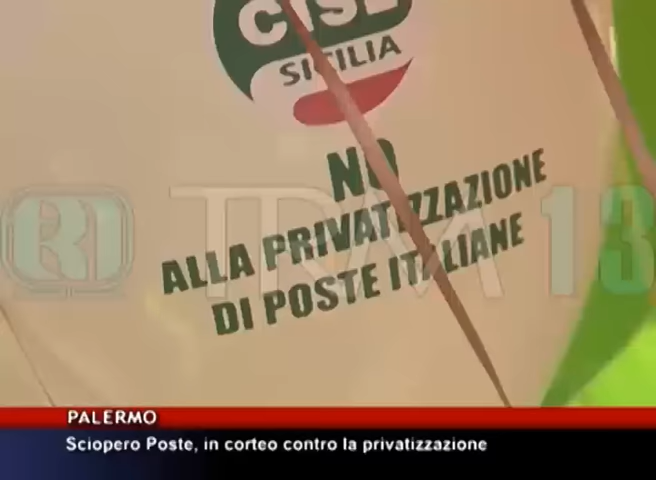 CISL
SICILIA
NO
ALLA PRIVATIZZAZIONE
DI POSTE ITALIANE
TRM 13
PALERMO
Sciopero Poste, in corteo contro la privatizzazione